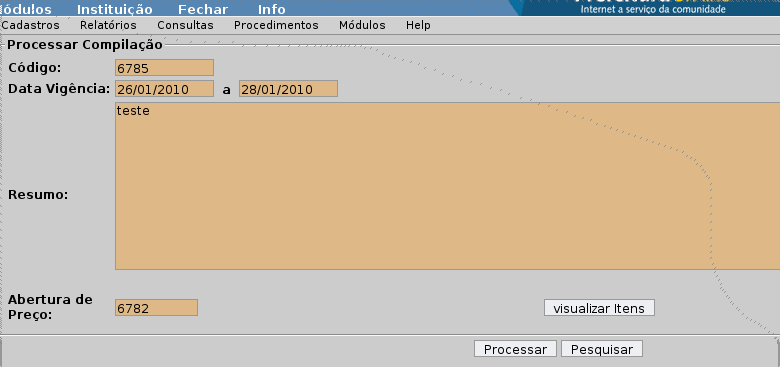 ódulos Instituição Fechar Info
Internet a serviço da comunidade
Cadastros Relatórios Consultas Procedimentos Módulos Help
Processar Compilação
Código: 6785
Data Vigência: 26/01/2010 a 28/01/2010
teste
Resumo:
Abertura de
Preço: 6782 visualizar Itens
Processar Pesquisar